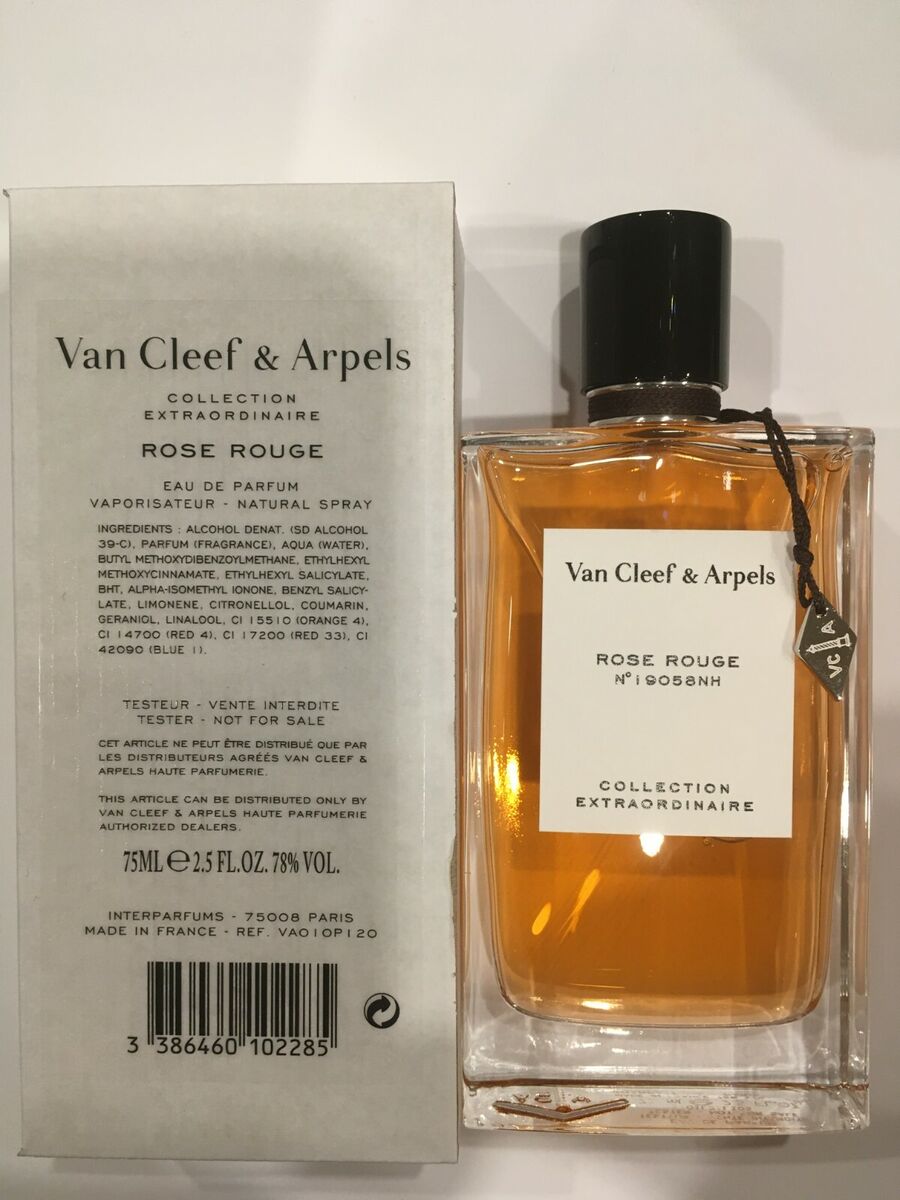 Van Cleef & Arpels
COLLECTION
EXTRAORDINAIRE
ROSE ROUGE
EAU DE PARFUM
VAPORISATEUR - NATURAL SPRAY
INGREDIENTS : ALCOHOL DENAT. (SD ALCOHOL
39-C), PARFUM (FRAGRANCE), AQUA (WATER),
BUTYL METHOXYDIBENZOYLMETHANE, ETHYLHEXYL
METHOXYCINNAMATE, ETHYLHEXYL SALICYLATE,
BHT, ALPHA-ISOMETHYL IONONE, BENZYL SALICY-
LATE, LIMONENE, CITRONELLOL, COUMARIN,
GERANIOL, LINALOOL, CI 15510 (ORANGE 4),
CI 14700 (RED 4), CI 17200 (RED 33), CI
42090 (BLUE 1).
TESTEUR - VENTE INTERDITE
TESTER - NOT FOR SALE
CET ARTICLE NE PEUT ÊTRE DISTRIBUÉ QUE PAR
LES DISTRIBUTEURS AGRÉÉS VAN CLEEF &
ARPELS HAUTE PARFUMERIE.
THIS ARTICLE CAN BE DISTRIBUTED ONLY BY
VAN CLEEF & ARPELS HAUTE PARFUMERIE
AUTHORIZED DEALERS.
75ML e 2.5 FL.OZ. 78% VOL.
INTERPARFUMS - 75008 PARIS
MADE IN FRANCE - REF. VA010P120
3 386460 102285
Van Cleef & Arpels
ROSE ROUGE
N°19058NH
COLLECTION
EXTRAORDINAIRE
VC A
VC A